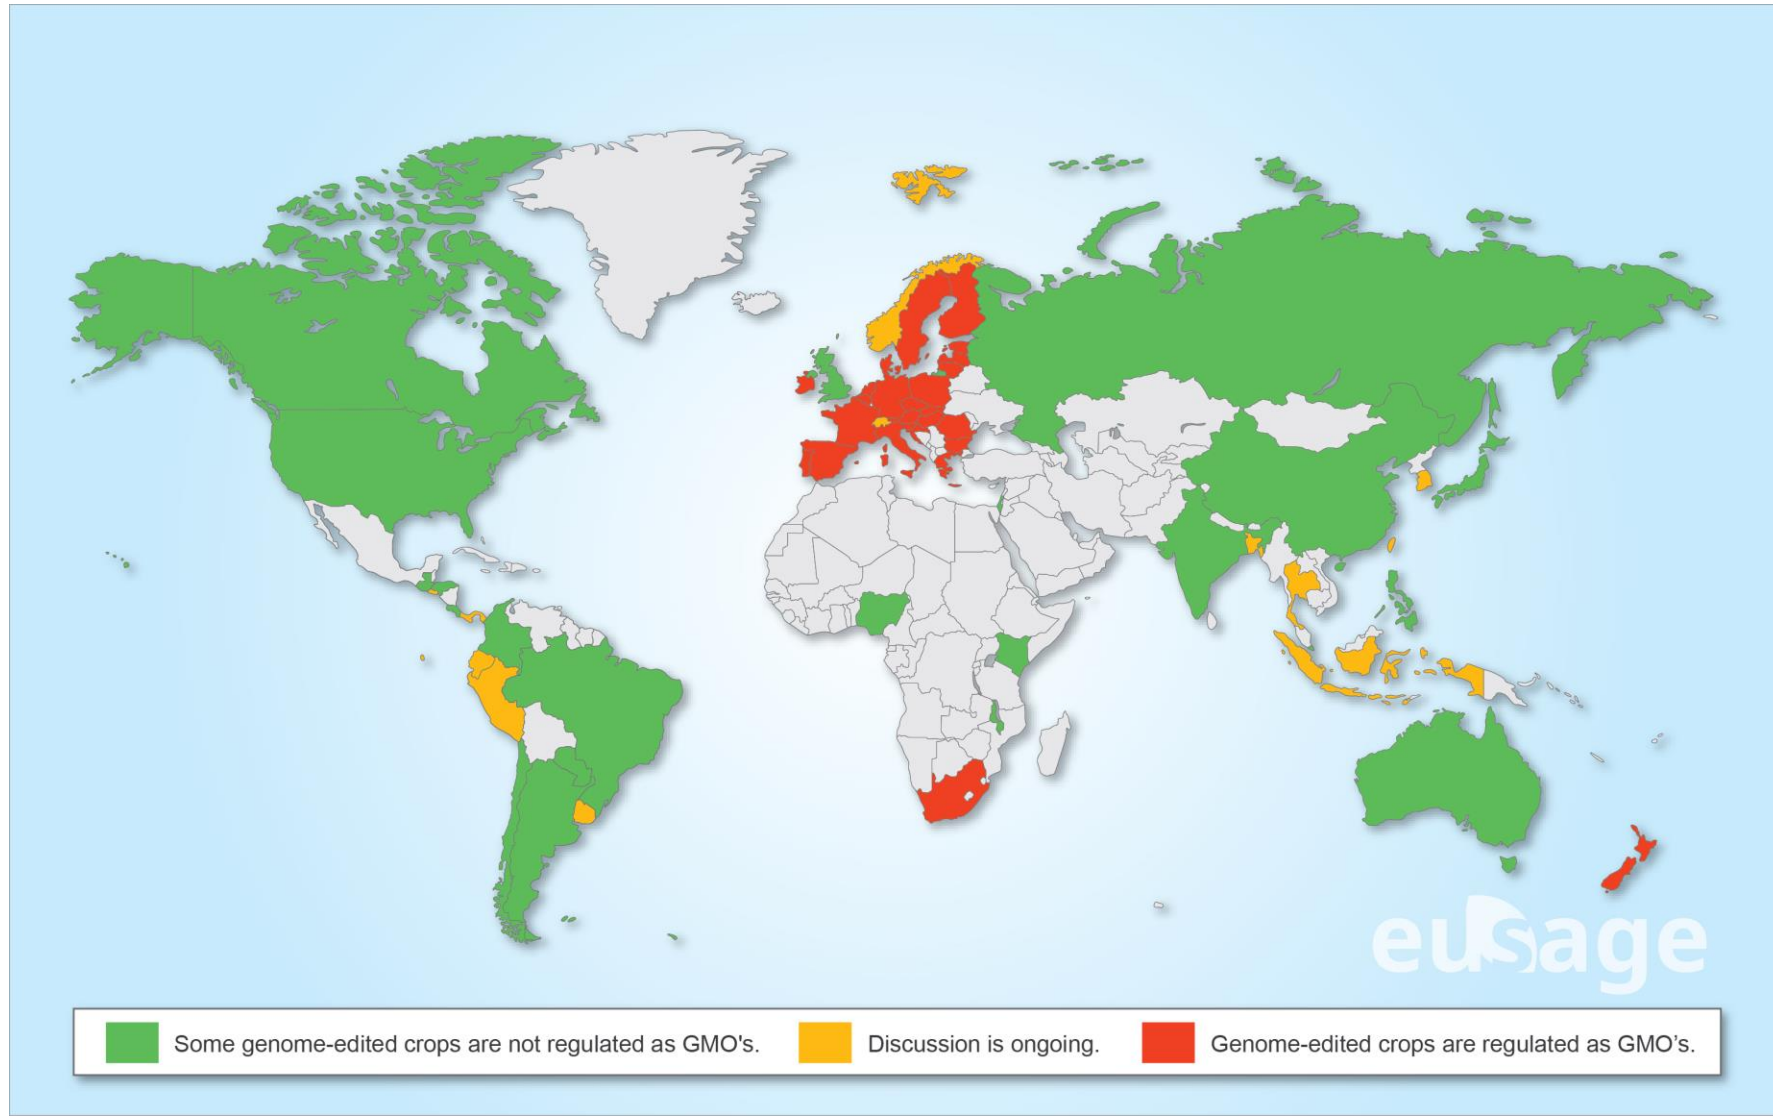 eusage
Some genome-edited crops are not regulated as GMO's.
Discussion is ongoing.
Genome-edited crops are regulated as GMO’s.